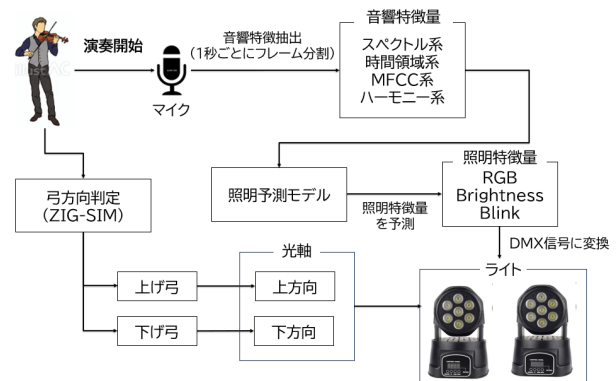 演奏開始
音響特徴抽出
(1秒ごとにフレーム分割)
マイク
音響特徴量
スペクトル系
時間領域系
MFCC系
ハーモニー系
照明予測モデル
照明特徴量
を予測
照明特徴量
RGB
Brightness
Blink
DMX信号に変換
弓方向判定
(ZIG-SIM)
上げ弓
下げ弓
光軸
上方向
下方向
ライト